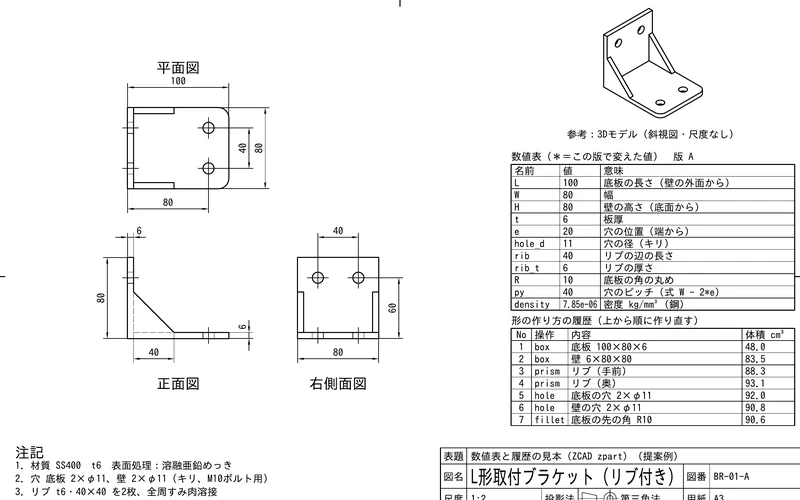 平面図
100
40
80
80
6
80
40
正面図
40
6
60
80
右側面図
注記
1. 材質 SS400 t6 表面処理：溶融亜鉛めっき
2. 穴 底板 2×φ11、壁 2×φ11（キリ、M10ボルト用）
3. リブ t6・40×40 を2枚、全周すみ肉溶接
参考：3Dモデル（斜視図・尺度なし）
数値表（＊＝この版で変えた値） 版 A
名前 値 意味
L 100 底板の長さ（壁の外面から）
W 80 幅
H 80 壁の高さ（底面から）
t 6 板厚
e 20 穴の位置（端から）
hole_d 11 穴の径（キリ）
rib 40 リブの辺の長さ
rib_t 6 リブの厚さ
R 10 底板の角の丸め
py 40 穴のピッチ（式 W - 2*e）
density 7.85e-06 密度 kg/mm³（鋼）
形の作り方の履歴（上から順に作り直す）
No 操作 内容 体積 cm³
1 box 底板 100×80×6 48.0
2 box 壁 6×80×80 83.5
3 prism リブ（手前） 88.3
4 prism リブ（奥） 93.1
5 hole 底板の穴 2×φ11 92.0
6 hole 壁の穴 2×φ11 90.8
7 fillet 底板の先の角 R10 90.6
表題 数値表と履歴の見本（ZCAD zpart）（提案例）
図名 L形取付ブラケット（リブ付き） 図番 BR-01-A
尺度 1:2 投影法 第三角法 用紙 A3